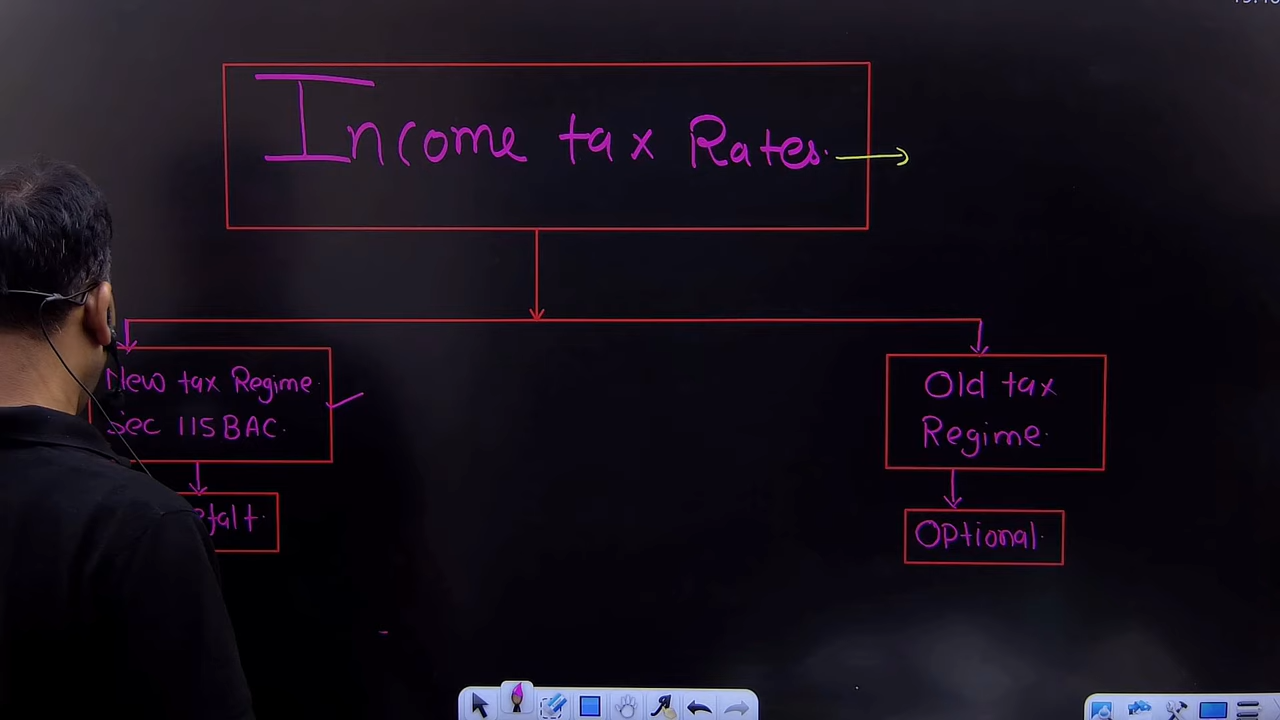 Income tax Rates.
New tax Regime.
Sec 115BAC.
Old tax
Regime.
Optional.